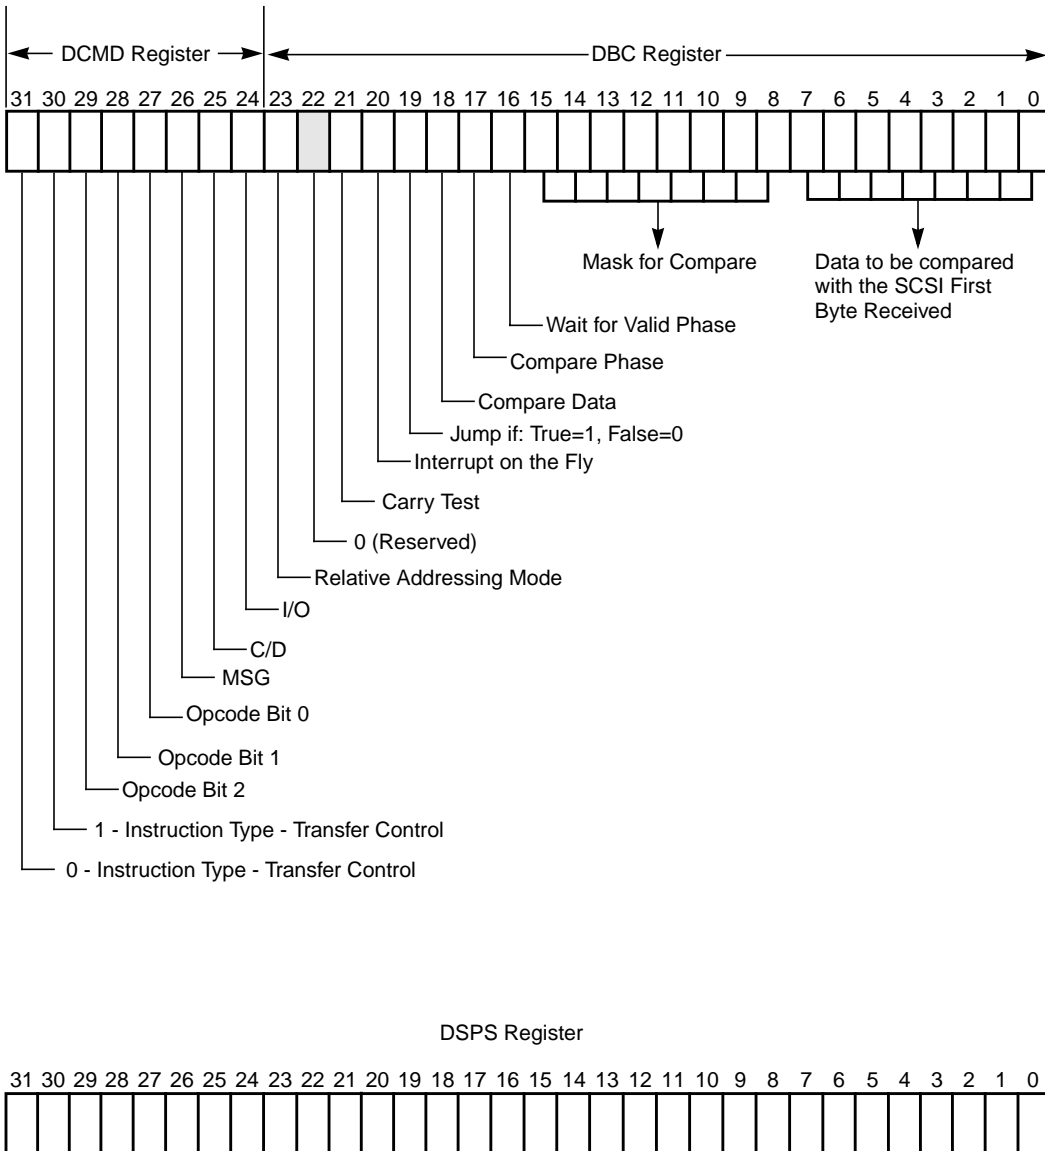 DCMD Register DBC Register
31 30 29 28 27 26 25 24 23 22 21 20 19 18 17 16 15 14 13 12 11 10 9 8 7 6 5 4 3 2 1 0
Mask for Compare
Data to be compared
with the SCSI First
Byte Received
Wait for Valid Phase
Compare Phase
Compare Data
Jump if: True=1, False=0
Interrupt on the Fly
Carry Test
0 (Reserved)
Relative Addressing Mode
I/O
C/D
MSG
Opcode Bit 0
Opcode Bit 1
Opcode Bit 2
1 - Instruction Type - Transfer Control
0 - Instruction Type - Transfer Control
DSPS Register
31 30 29 28 27 26 25 24 23 22 21 20 19 18 17 16 15 14 13 12 11 10 9 8 7 6 5 4 3 2 1 0